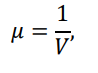 μ = 1/V,